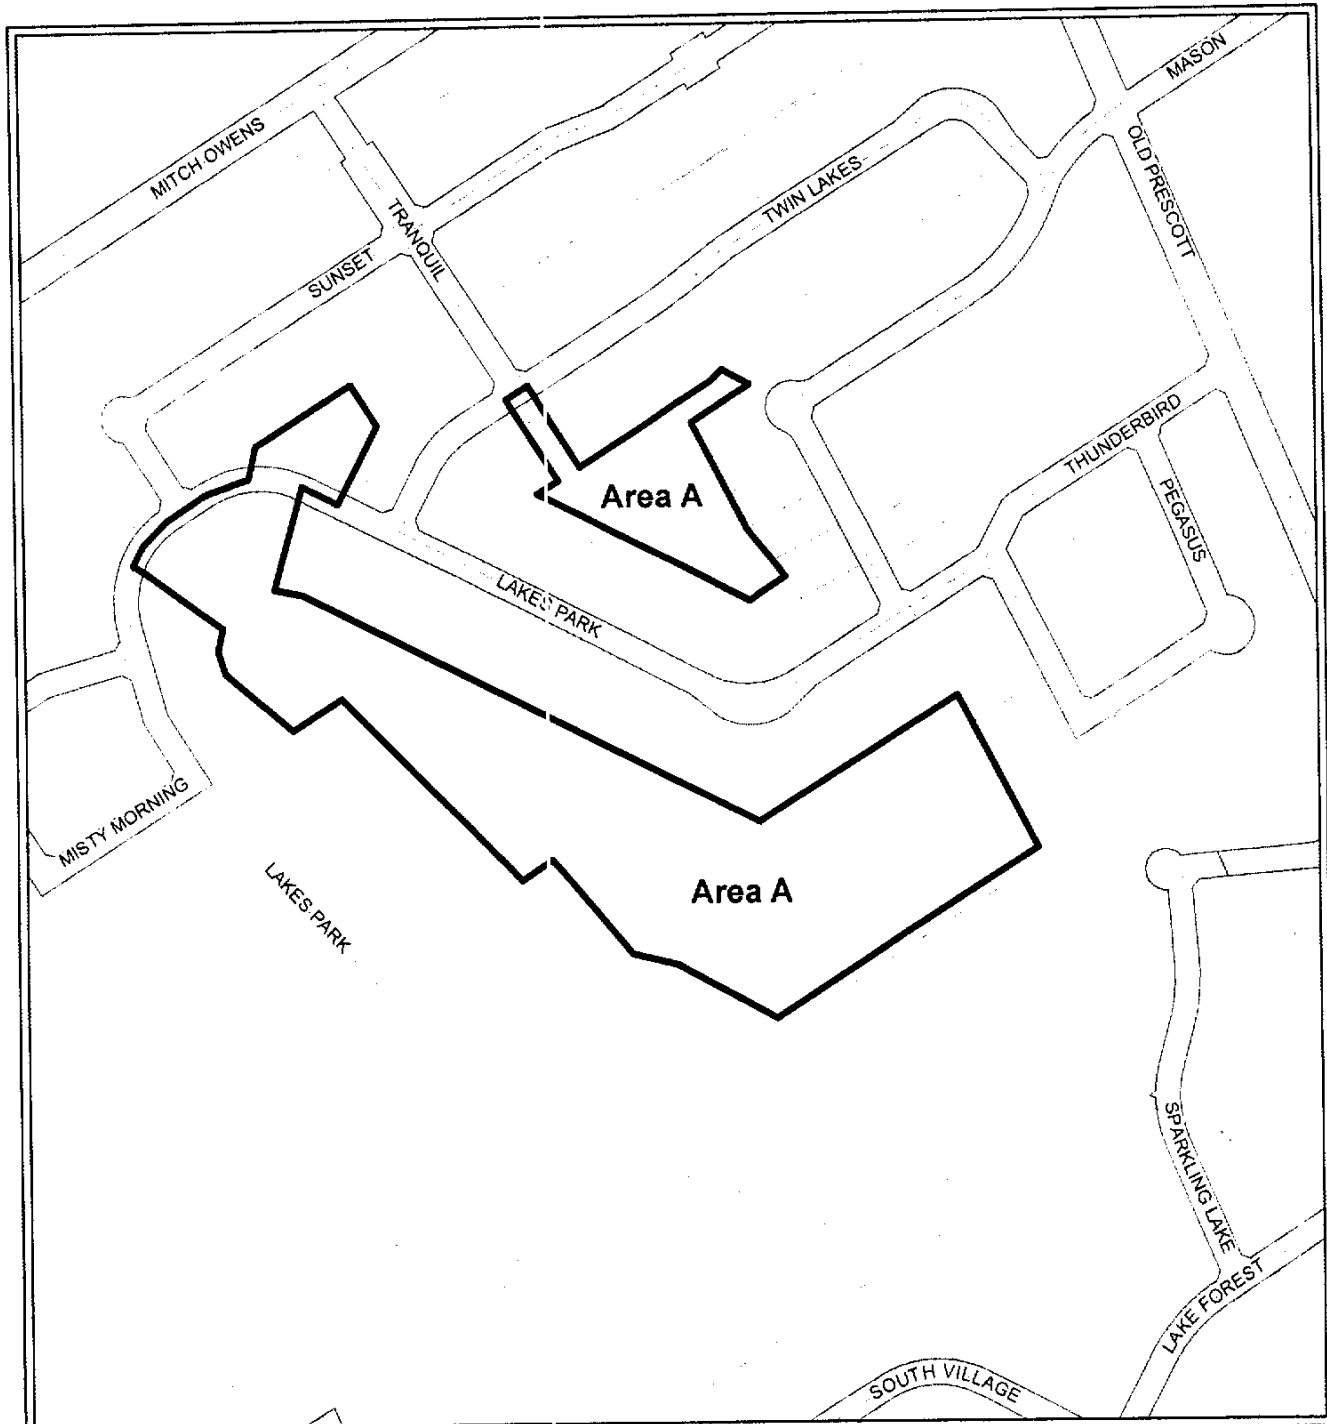 MASON
MITCH OWENS
OLD PRESCOTT
TWIN LAKES
TRANQUIL
SUNSET
THUNDERBIRD
PEGASUS
Area A
LAKES PARK
MISTY MORNING
LAKES PARK
Area A
SPARKLING LAKE
LAKE FOREST
SOUTH VILLAGE